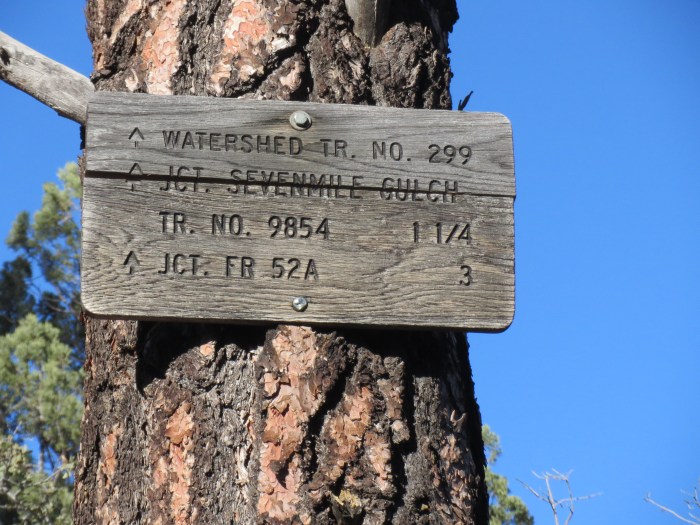 ↑ WATERSHED TR. NO. 299
↑ JCT. SEVENMILE GULCH
TR. NO. 9854 1 1/4
↑ JCT. FR 52A 3